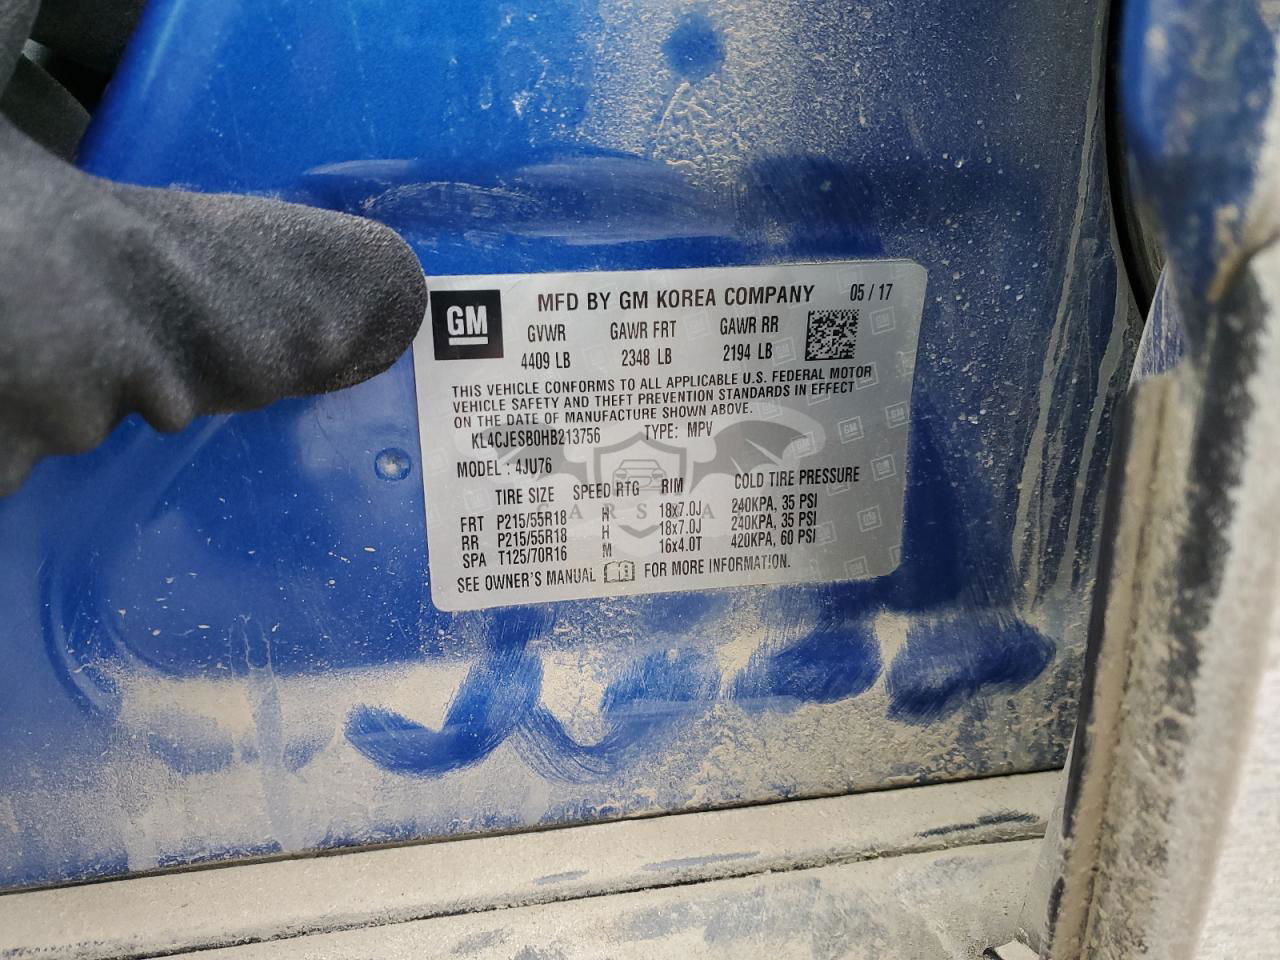 GM
MFD BY GM KOREA COMPANY 05 / 17
GVWR GAWR FRT GAWR RR
4409 LB 2348 LB 2194 LB
THIS VEHICLE CONFORMS TO ALL APPLICABLE U.S. FEDERAL MOTOR
VEHICLE SAFETY AND THEFT PREVENTION STANDARDS IN EFFECT
ON THE DATE OF MANUFACTURE SHOWN ABOVE.
KL4CJESB0HB213756 TYPE: MPV
MODEL : 4JU76
TIRE SIZE SPEED RTG RIM COLD TIRE PRESSURE
FRT P215/55R18 H 18x7.0J 240KPA, 35 PSI
RR P215/55R18 H 18x7.0J 240KPA, 35 PSI
SPA T125/70R16 M 16x4.0T 420KPA, 60 PSI
SEE OWNER'S MANUAL FOR MORE INFORMATION.